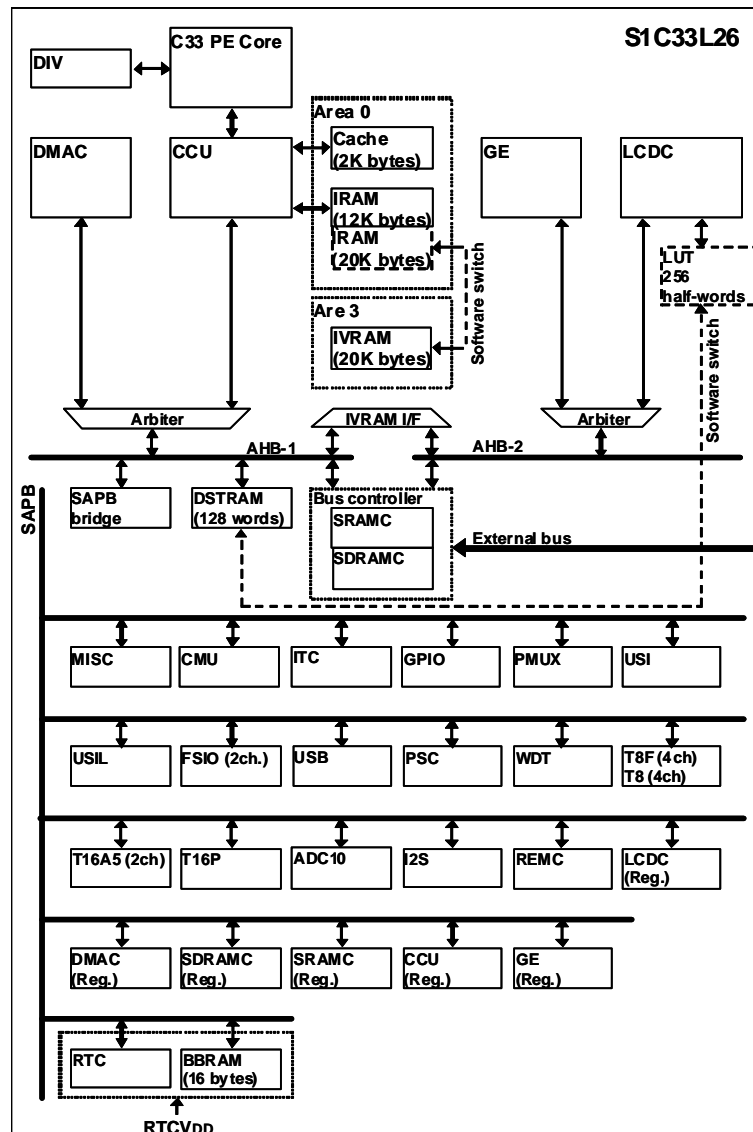 S1C33L26
C33 PE Core
DIV
Area 0
DMAC
CCU
Cache
(2K bytes)
GE
LCDC
IRAM
(12K bytes)
IRAM
(20K bytes)
Software switch
LUT
256
half-words
Are 3
IVRAM
(20K bytes)
Software switch
Arbiter
IVRAM I/F
Arbiter
AHB-1
AHB-2
SAPB
SAPB
bridge
DSTRAM
(128 words)
Bus controller
SRAMC
SDRAMC
External bus
MISC
CMU
ITC
GPIO
PMUX
USI
USIL
FSIO (2ch.)
USB
PSC
WDT
T8F (4ch)
T8 (4ch)
T16A5 (2ch)
T16P
ADC10
I2S
REMC
LCDC
(Reg.)
DMAC
(Reg.)
SDRAMC
(Reg.)
SRAMC
(Reg.)
CCU
(Reg.)
GE
(Reg.)
RTC
BBRAM
(16 bytes)
RTCVDD